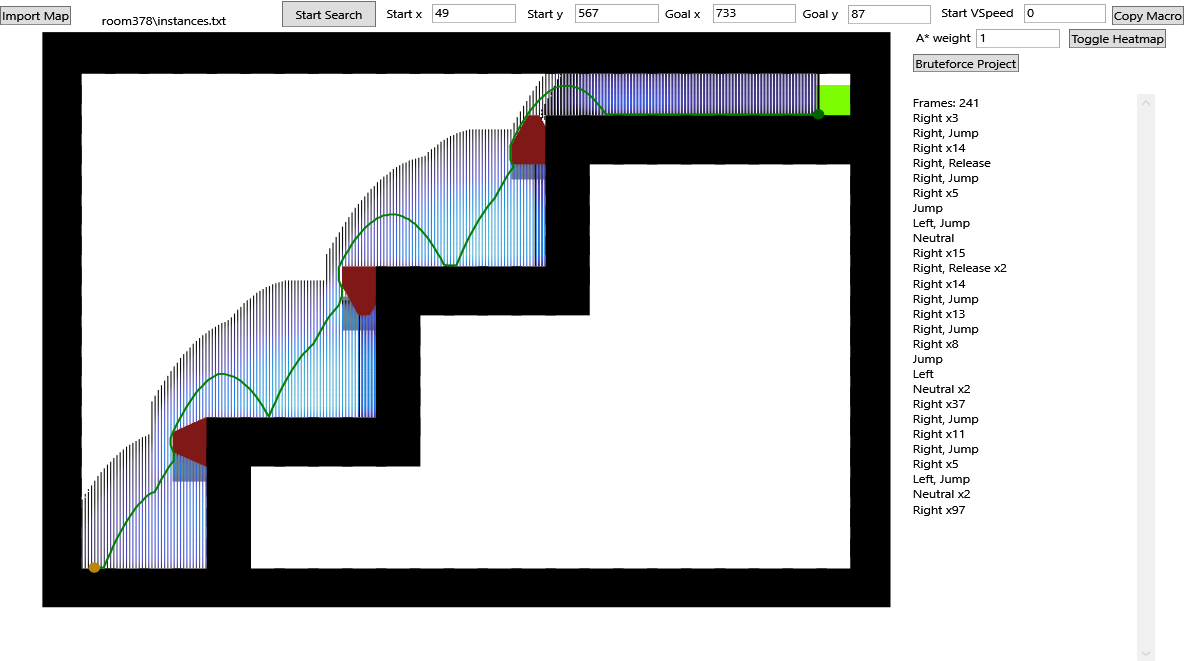 Import Map
room378\instances.txt
Start Search
Start x 49
Start y 567
Goal x 733
Goal y 87
Start VSpeed 0
Copy Macro
A* weight 1
Toggle Heatmap
Bruteforce Project
Frames: 241
Right x3
Right, Jump
Right x14
Right, Release
Right, Jump
Right x5
Jump
Left, Jump
Neutral
Right x15
Right, Release x2
Right x14
Right, Jump
Right x13
Right, Jump
Right x8
Jump
Left
Neutral x2
Right x37
Right, Jump
Right x11
Right, Jump
Right x5
Left, Jump
Neutral x2
Right x97